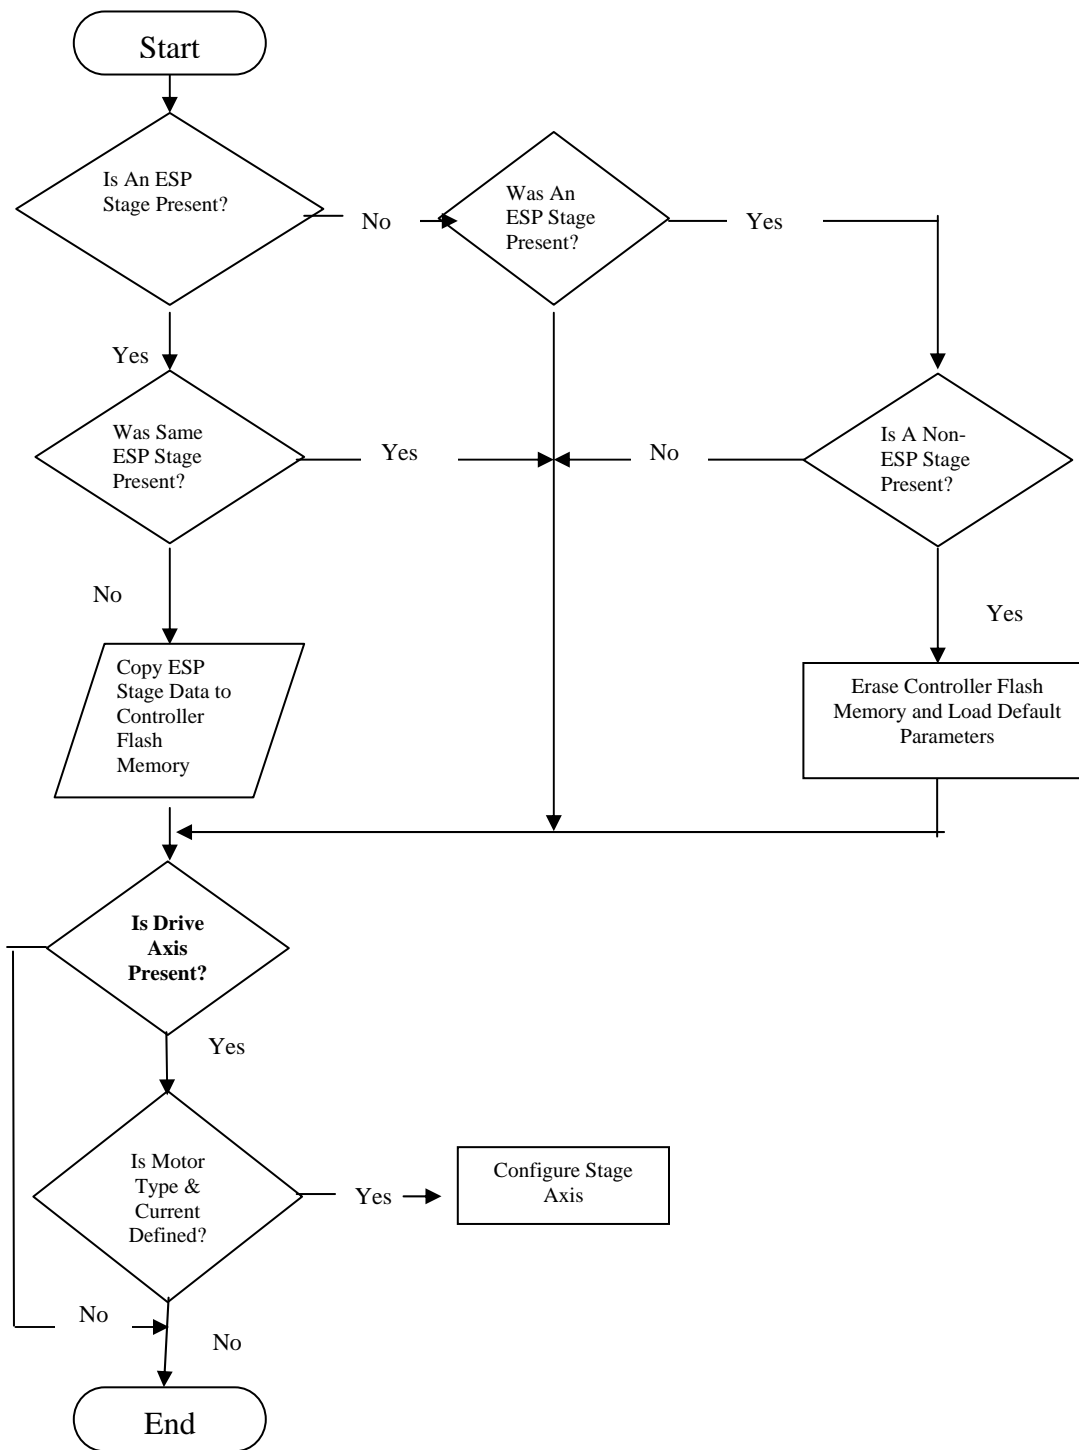 Start
Is An ESP
Stage Present?
No
Was An
ESP Stage
Present?
Yes
Yes
Was Same
ESP Stage
Present?
Yes
No
Is A Non-
ESP Stage
Present?
No
Yes
Copy ESP
Stage Data to
Controller
Flash
Memory
Erase Controller Flash
Memory and Load Default
Parameters
Is Drive
Axis
Present?
Yes
Is Motor
Type &
Current
Defined?
Yes
Configure Stage
Axis
No
No
End